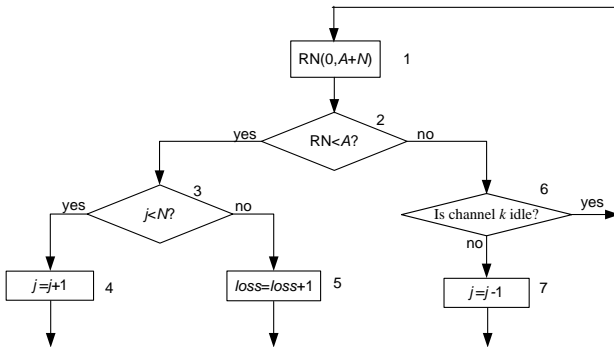 RN(0,A+N)
1
2
yes
RN<A?
no
3
6
yes
j<N?
no
Is channel k idle?
yes
no
j=j+1
4
loss=loss+1
5
j=j-1
7